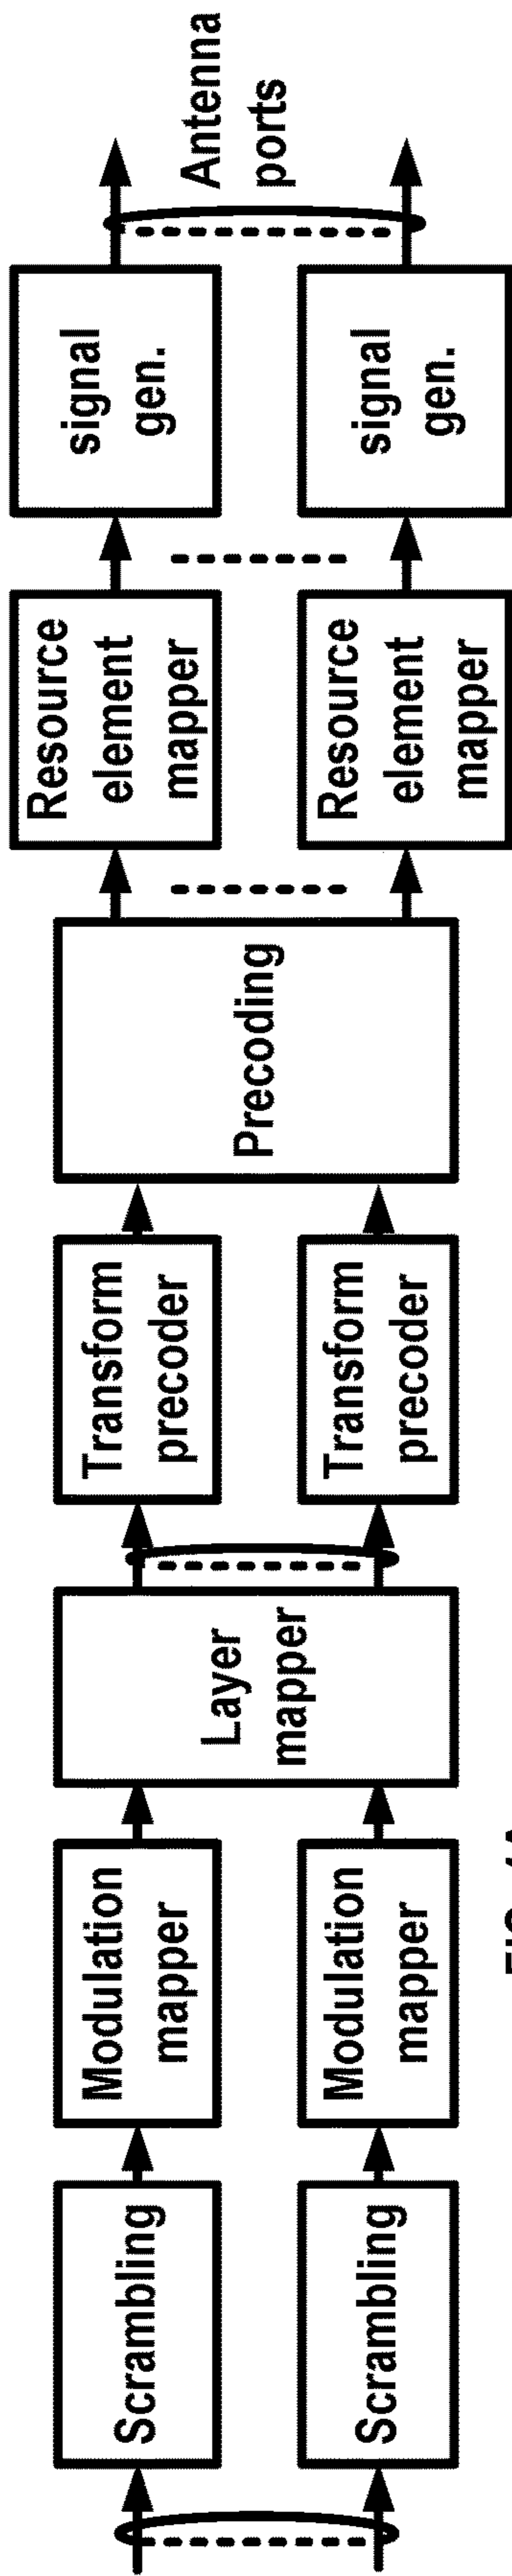 Scrambling
Modulation
mapper
Layer
mapper
Transform
precoder
Precoding
Resource
element
mapper
signal
gen.
Antenna
ports
Scrambling
Modulation
mapper
Transform
precoder
Resource
element
mapper
signal
gen.